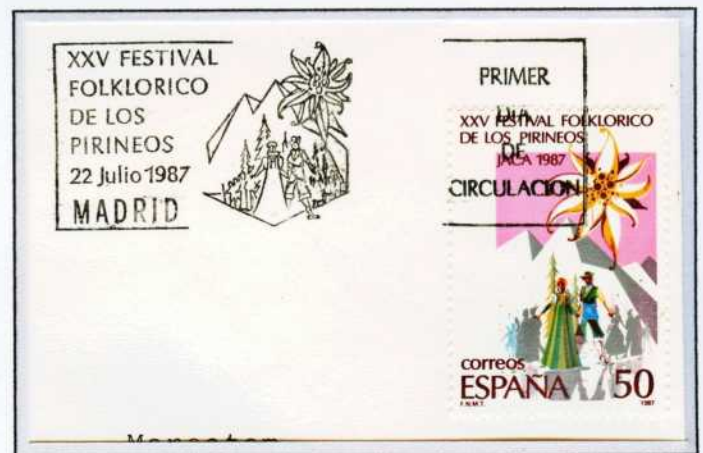 XXV FESTIVAL
FOLKLORICO
DE LOS
PIRINEOS
22 Julio 1987
MADRID
PRIMER
DIA
DE
CIRCULACION
XXV FESTIVAL FOLKLORICO
DE LOS PIRINEOS
JACA 1987
correos
ESPAÑA 50
F.N.M.T. 1987